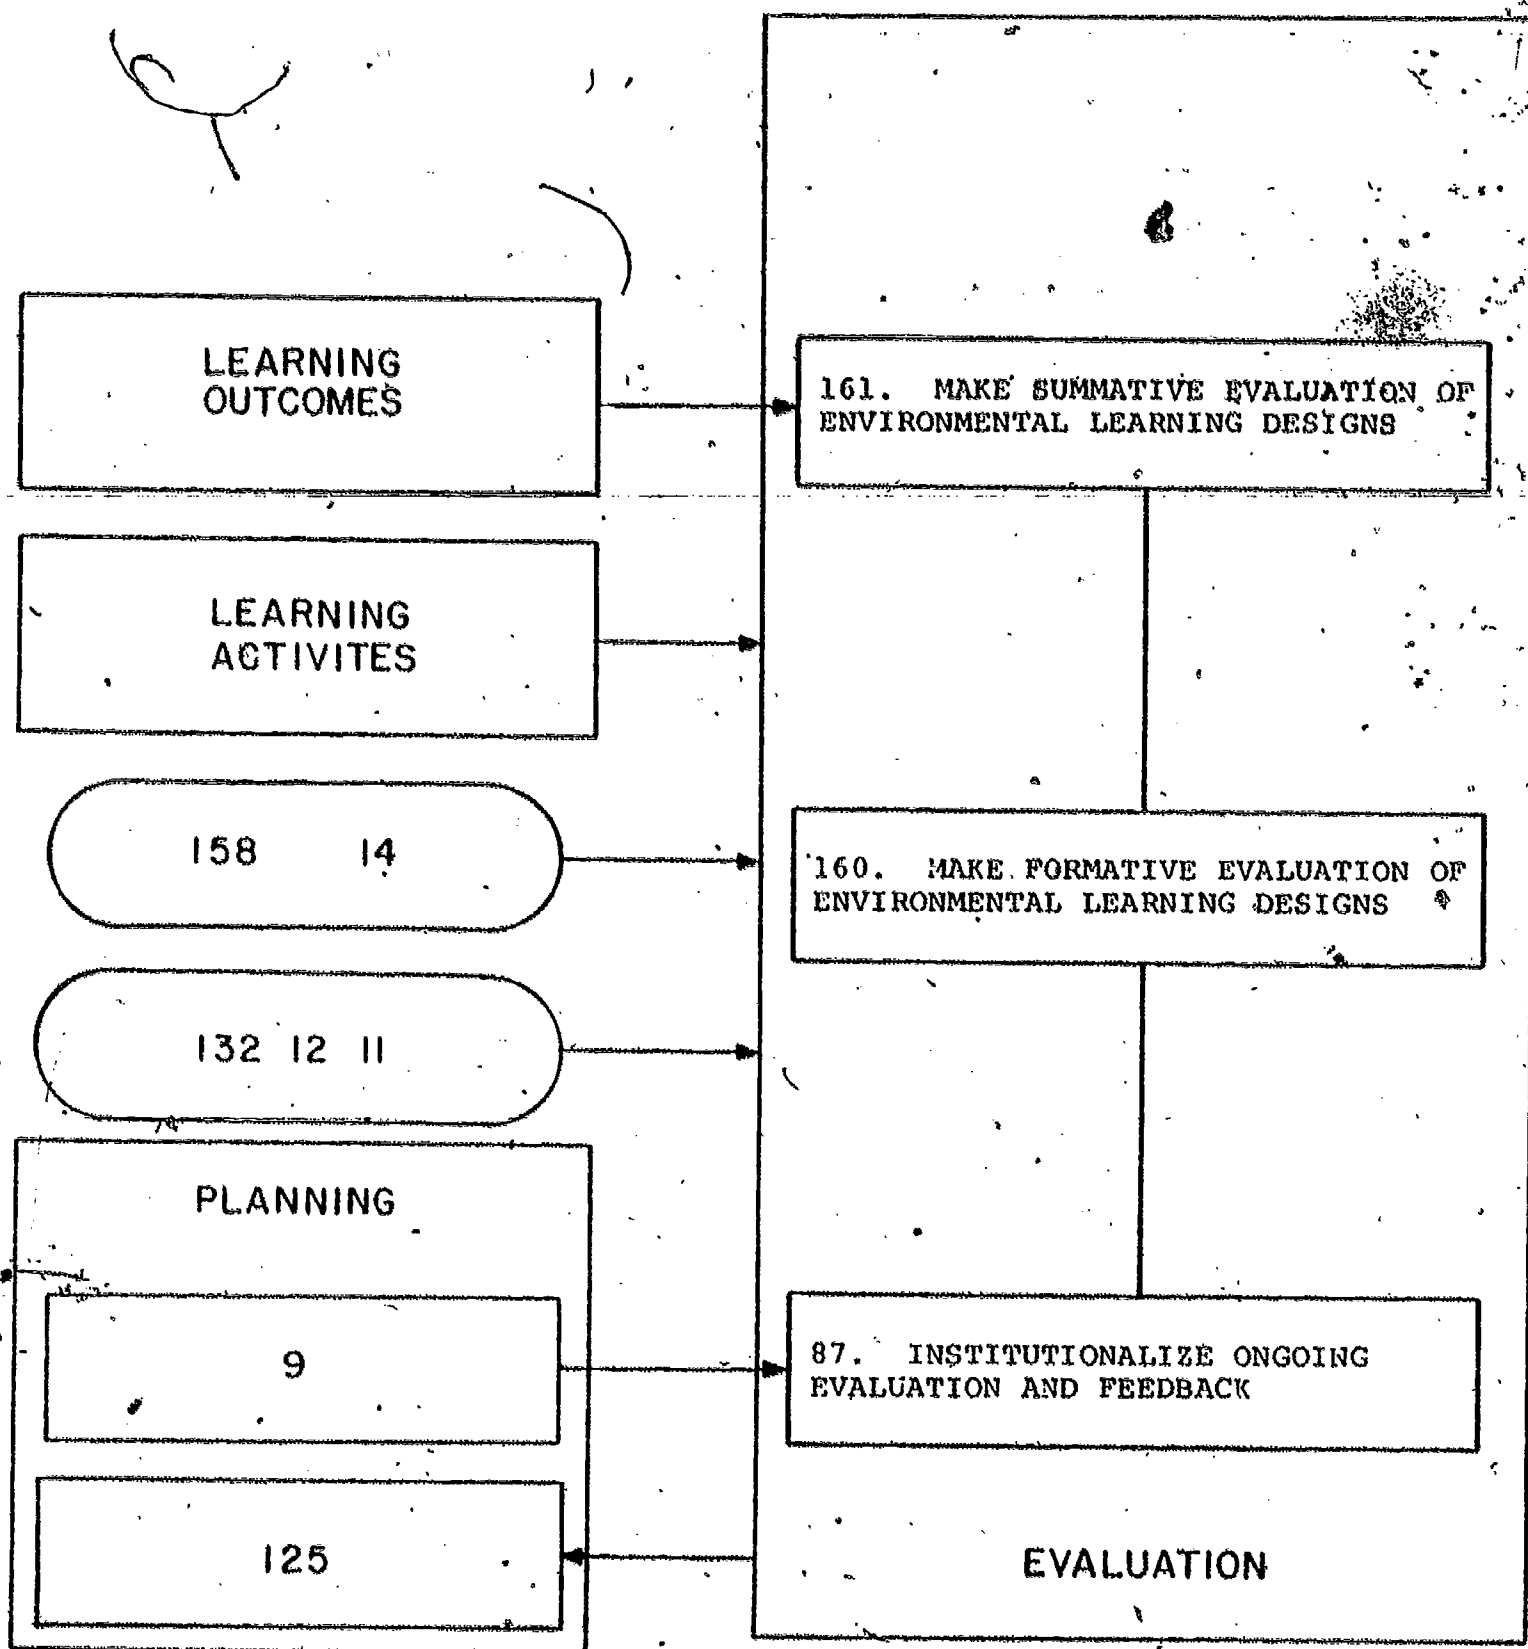 LEARNING
OUTCOMES
LEARNING
ACTIVITES
158 14
132 12 11
PLANNING
9
125
161. MAKE SUMMATIVE EVALUATION OF
ENVIRONMENTAL LEARNING DESIGNS
160. MAKE FORMATIVE EVALUATION OF
ENVIRONMENTAL LEARNING DESIGNS
87. INSTITUTIONALIZE ONGOING
EVALUATION AND FEEDBACK
EVALUATION